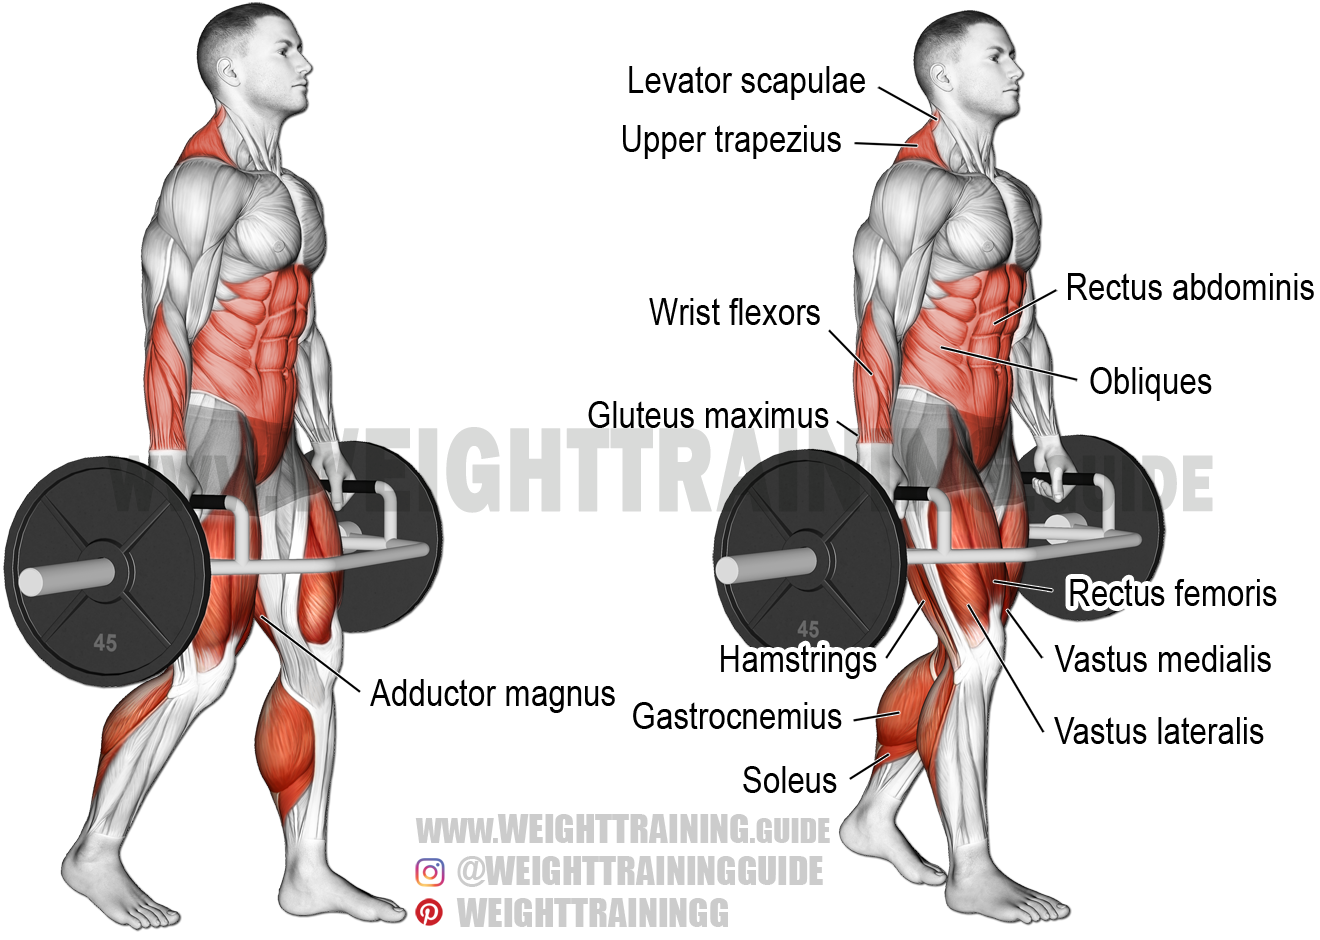 Levator scapulae
Upper trapezius
Wrist flexors
Rectus abdominis
Obliques
Gluteus maximus
WWW.WEIGHTTRAINING.GUIDE
45
45
Rectus femoris
Hamstrings
Vastus medialis
Adductor magnus
Gastrocnemius
Vastus lateralis
Soleus
WWW.WEIGHTTRAINING.GUIDE
@WEIGHTTRAININGGUIDE
WEIGHTTRAININGG